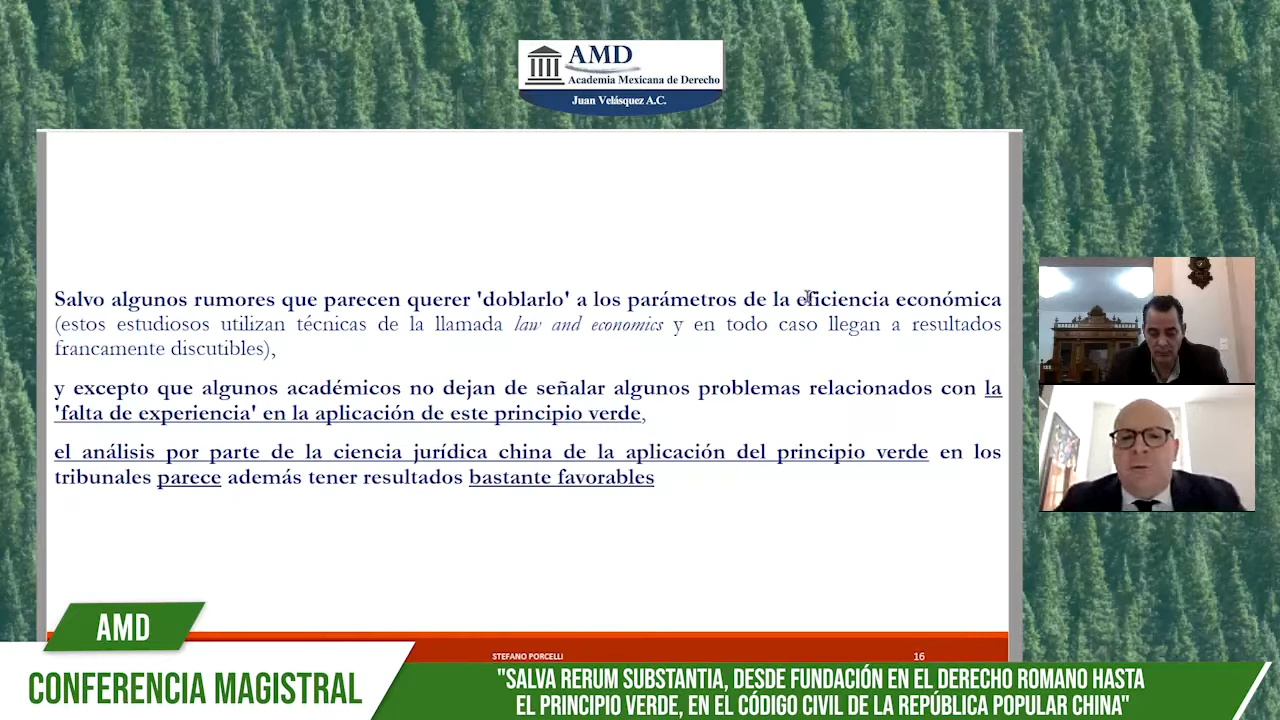 AMD
Academia Mexicana de Derecho
Juan Velásquez A.C.
Salvo algunos rumores que parecen querer 'doblarlo' a los parámetros de la eficiencia económica
(estos estudiosos utilizan técnicas de la llamada law and economics y en todo caso llegan a resultados
francamente discutibles),
y excepto que algunos académicos no dejan de señalar algunos problemas relacionados con la
'falta de experiencia' en la aplicación de este principio verde,
el análisis por parte de la ciencia jurídica china de la aplicación del principio verde en los
tribunales parece además tener resultados bastante favorables
STEFANO PORCELLI
16
AMD
CONFERENCIA MAGISTRAL
"SALVA RERUM SUBSTANTIA, DESDE FUNDACIÓN EN EL DERECHO ROMANO HASTA
EL PRINCIPIO VERDE, EN EL CÓDIGO CIVIL DE LA REPÚBLICA POPULAR CHINA"